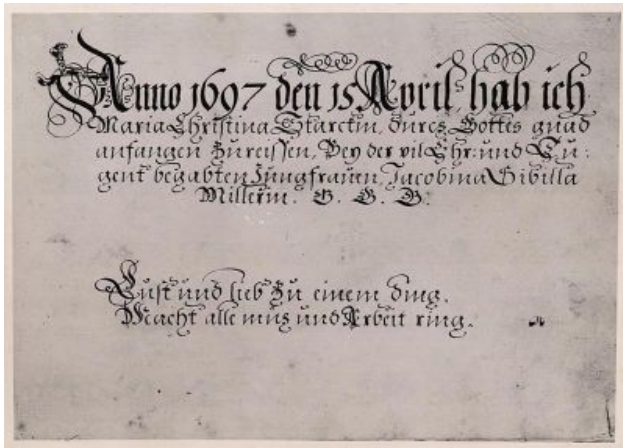 Anno 1697 den 15 April, hab ich
Maria Christina Starckin, durch Gottes gnad
anfangen Zureissen, Bey der vil Ehr: und Tu:
gent begabten Jungfrauen, Jacobina Sibilla
Millerin. G. G. G.
Lust und lieb Zu einem ding.
Macht alle müh und Arbeit ring.